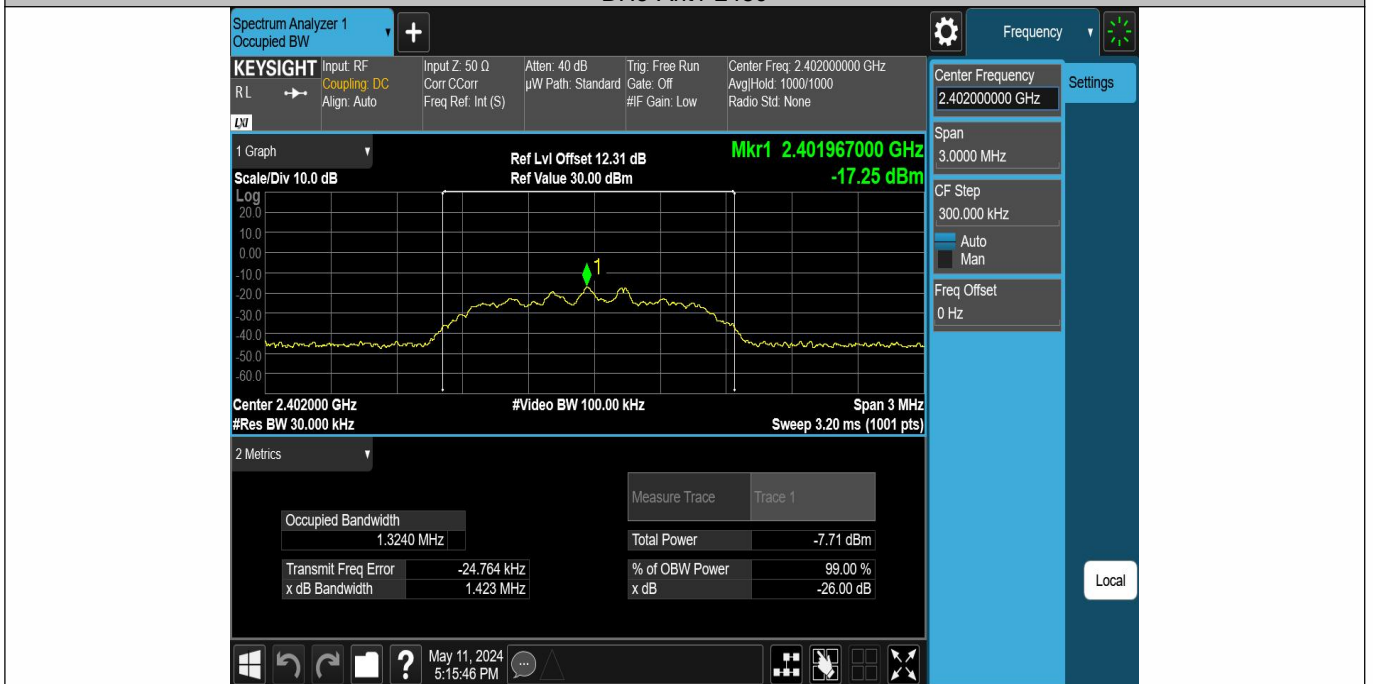 Spectrum Analyzer 1
Occupied BW
Frequency
KEYSIGHT
RL
LXI
Input: RF
Coupling: DC
Align: Auto
Input Z: 50 Ω
Corr CCorr
Freq Ref: Int (S)
Atten: 40 dB
µW Path: Standard
Trig: Free Run
Gate: Off
#IF Gain: Low
Center Freq: 2.402000000 GHz
Avg|Hold: 1000/1000
Radio Std: None
Center Frequency
2.402000000 GHz
Settings
Span
3.0000 MHz
CF Step
300.000 kHz
Auto
Man
Freq Offset
0 Hz
Local
1 Graph
Scale/Div 10.0 dB
Ref Lvl Offset 12.31 dB
Ref Value 30.00 dBm
Mkr1 2.401967000 GHz
-17.25 dBm
Log
20.0
10.0
0.00
-10.0
-20.0
-30.0
-40.0
-50.0
-60.0
1
Center 2.402000 GHz
#Res BW 30.000 kHz
#Video BW 100.00 kHz
Span 3 MHz
Sweep 3.20 ms (1001 pts)
2 Metrics
Measure Trace
Trace 1
Occupied Bandwidth
1.3240 MHz
Total Power
-7.71 dBm
Transmit Freq Error
-24.764 kHz
% of OBW Power
99.00 %
x dB Bandwidth
1.423 MHz
x dB
-26.00 dB
?
May 11, 2024
5:15:46 PM